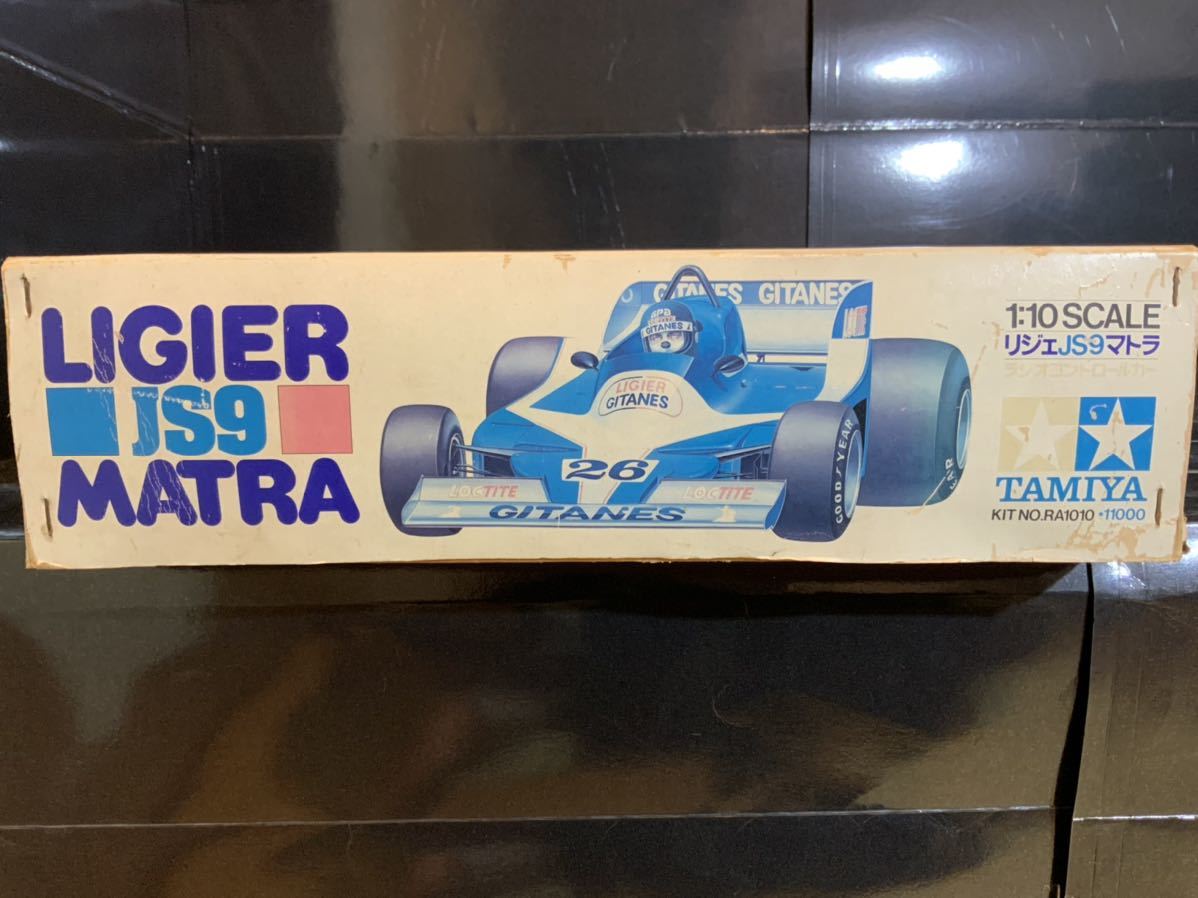 LIGIER
JS9
MATRA
GITANES GITANES
GPA
GITANES
LIGIER
GITANES
26
LOCTITE
LOCTITE
GITANES
GOODYEAR
EAR
1:10 SCALE
リジェJS9マトラ
ラジオコントロールカー
TAMIYA
KIT NO.RA1010 •11000